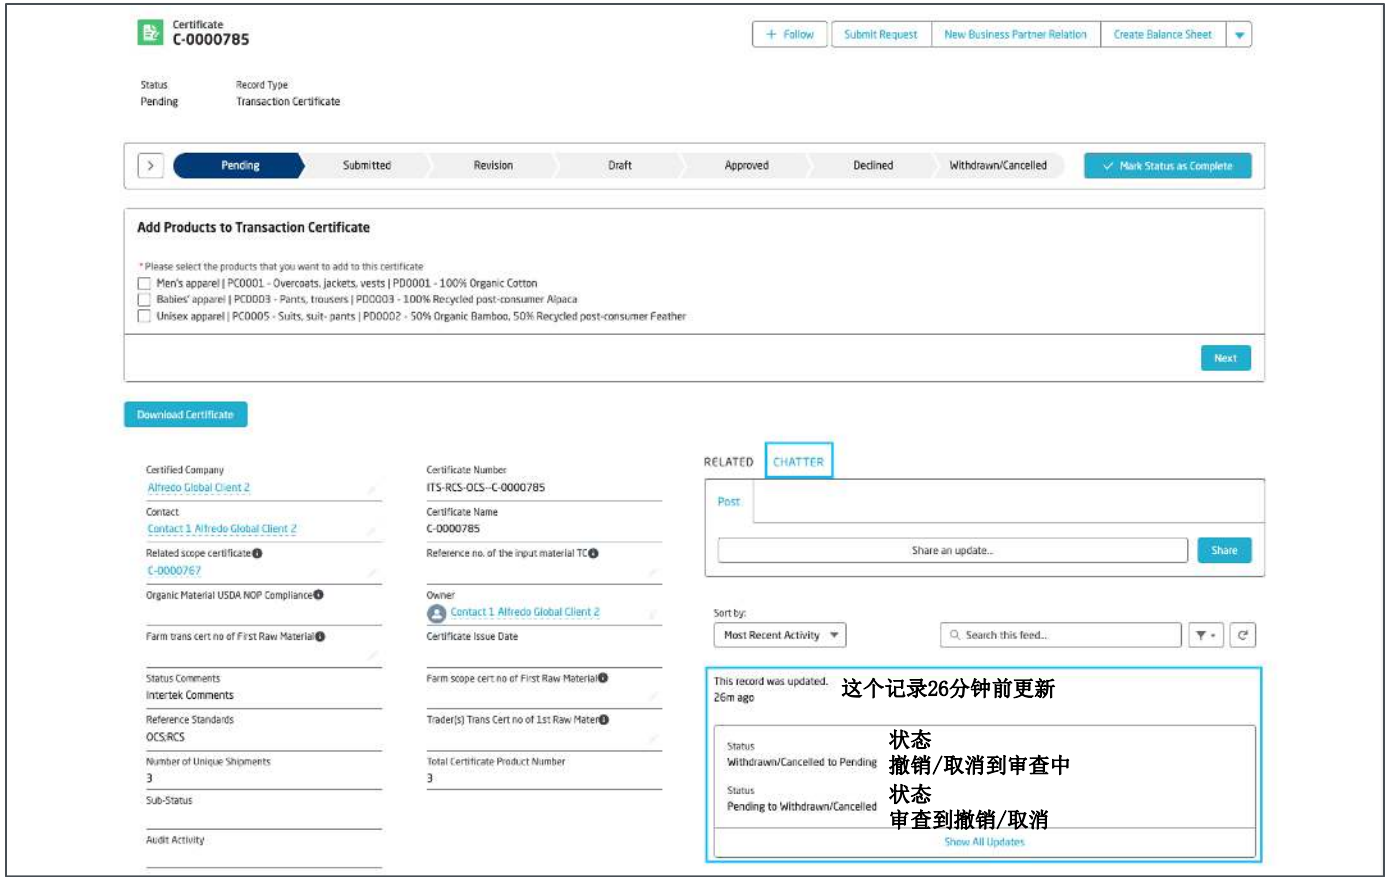 Certificate
C-0000785
+ Follow
Submit Request
New Business Partner Relation
Create Balance Sheet
Status
Record Type
Pending
Transaction Certificate
Pending
Submitted
Revision
Draft
Approved
Declined
Withdrawn/Cancelled
Mark Status as Complete
Add Products to Transaction Certificate
*Please select the products that you want to add to this certificate
Men's apparel | PC0001 - Overcoats, jackets, vests | PD0001 - 100% Organic Cotton
Babies' apparel | PC0003 - Pants, trousers | PD0003 - 100% Recycled post-consumer Alpaca
Unisex apparel | PC0005 - Suits, suit- pants | PD0002 - 50% Organic Bamboo, 50% Recycled post-consumer Feather
Next
Download Certificate
Certified Company
Alfredo Global Client 2
Contact
Contact 1 Alfredo Global Client 2
Related scope certificate
C-0000767
Organic Material USDA NOP Compliance
Farm trans cert no of First Raw Material
Status Comments
Intertek Comments
Reference Standards
OCS;RCS
Number of Unique Shipments
3
Sub-Status
Audit Activity
Certificate Number
ITS-RCS-OCS--C-0000785
Certificate Name
C-0000785
Reference no. of the input material TC
Owner
Contact 1 Alfredo Global Client 2
Certificate Issue Date
Farm scope cert no of First Raw Material
Trader(s) Trans Cert no of 1st Raw Mater
Total Certificate Product Number
3
RELATED
CHATTER
Post
Share an update...
Share
Sort by:
Most Recent Activity
Search this feed...
This record was updated.
26m ago
这个记录26分钟前更新
Status
状态
Withdrawn/Cancelled to Pending
撤销/取消到审查中
Status
状态
Pending to Withdrawn/Cancelled
审查到撤销/取消
Show All Updates